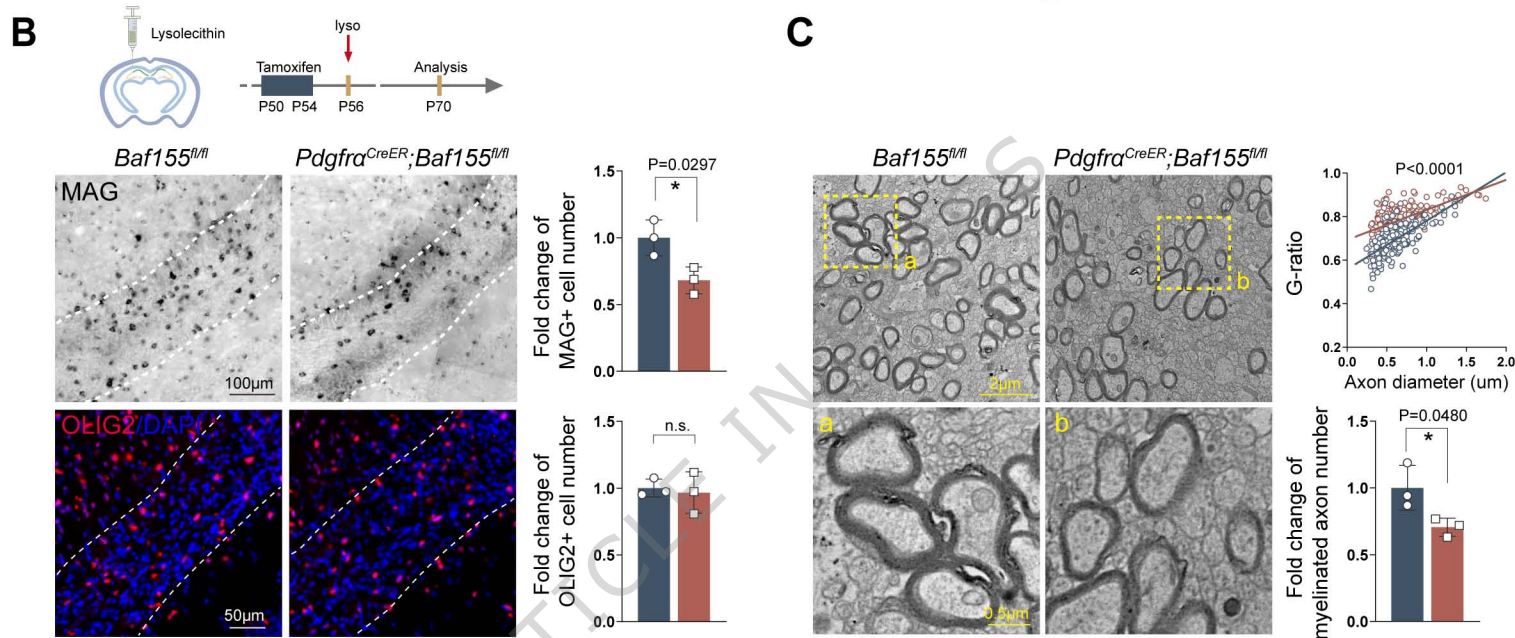 B
Lysolecithin
lyso
Tamoxifen
Analysis
P50 P54 P56 P70
Baf155fl/fl
PdgfrαCreER;Baf155fl/fl
MAG
100µm
Fold change of
MAG+ cell number
1.5
1.0
0.5
0.0
P=0.0297
*
OLIG2/DAPI
50µm
Fold change of
OLIG2+ cell number
1.5
1.0
0.5
0.0
n.s.
C
Baf155fl/fl
PdgfrαCreER;Baf155fl/fl
a
2µm
b
a
0.5µm
b
P<0.0001
G-ratio
1.0
0.8
0.6
0.4
0.2
0.0 0.5 1.0 1.5 2.0
Axon diameter (um)
Fold change of
myelinated axon number
1.5
1.0
0.5
0.0
P=0.0480
*